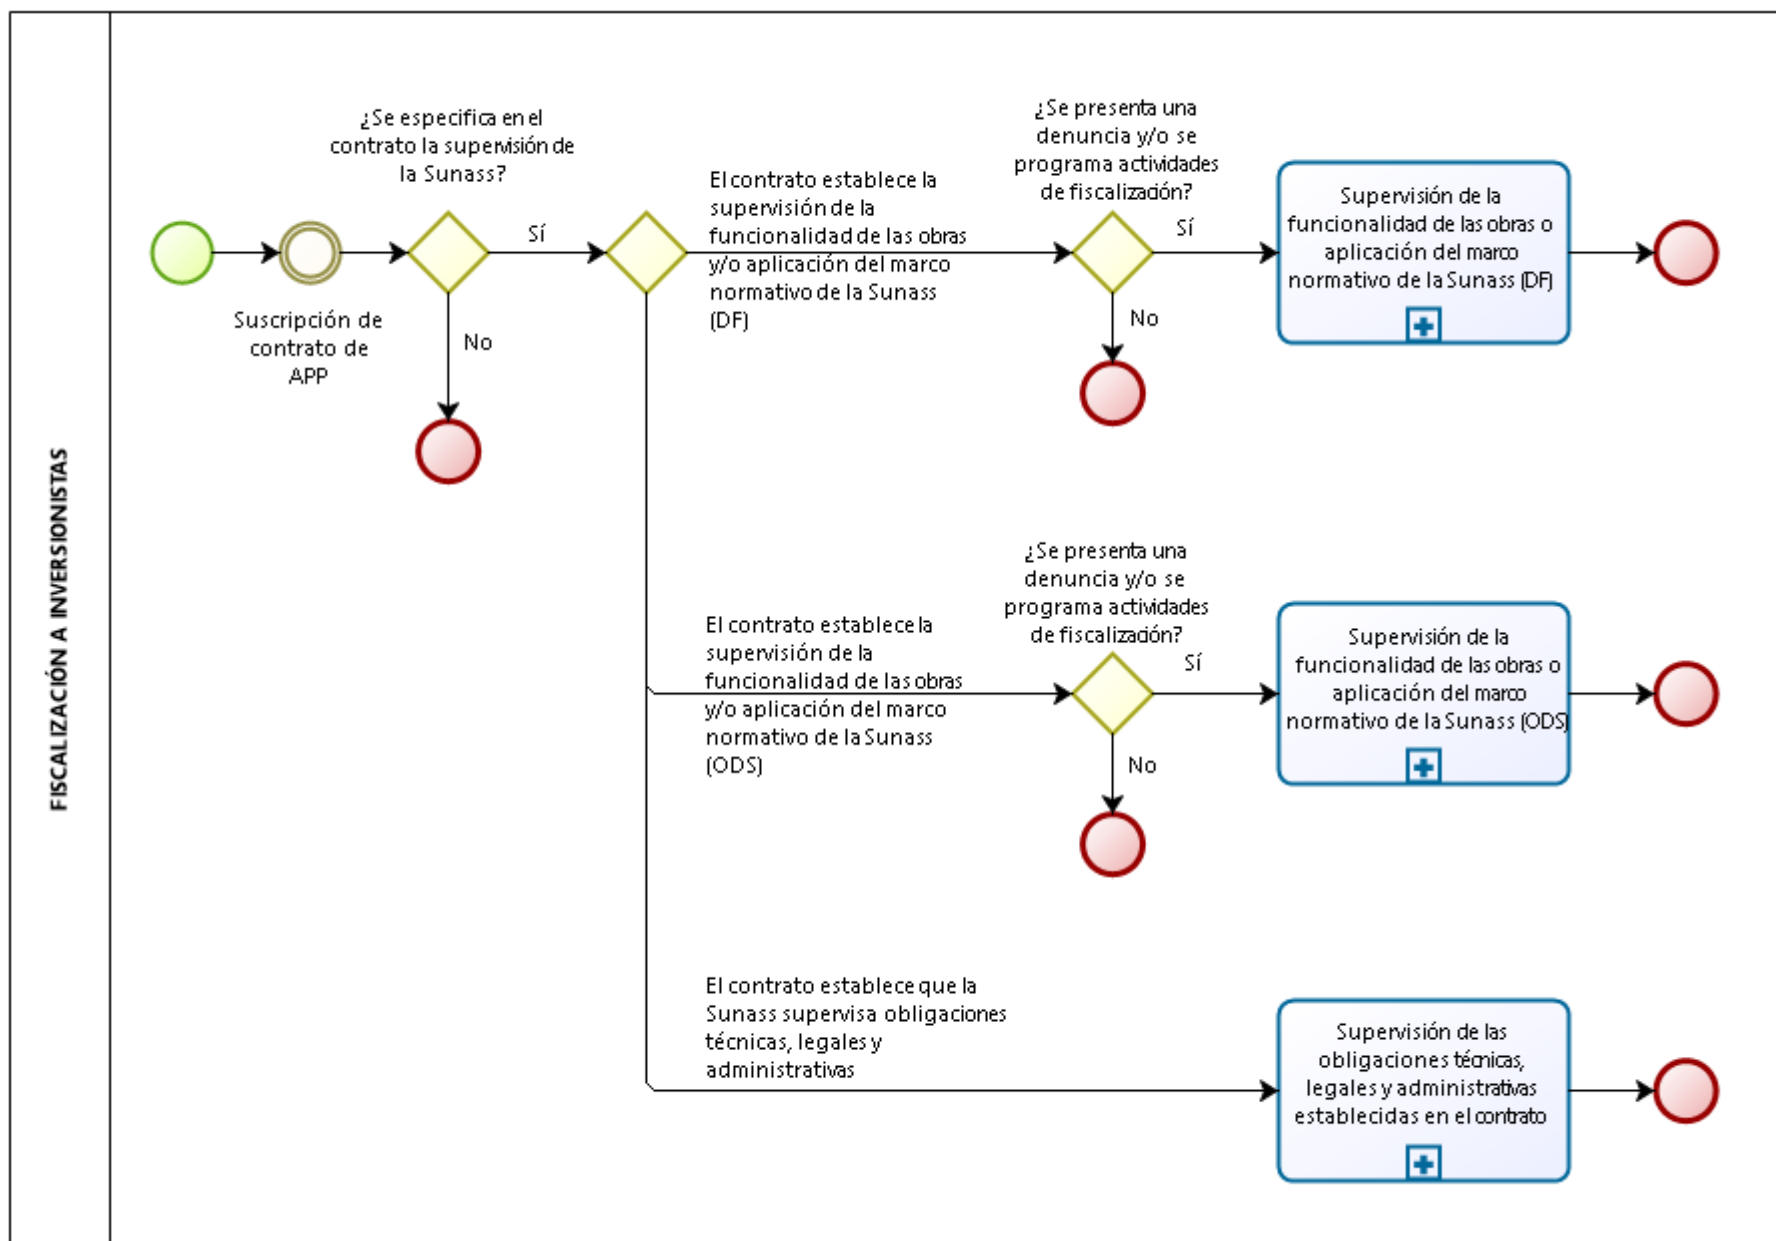 FISCALIZACIÓN A INVERSIONISTAS
¿Se especifica en el
contrato la supervisión de
la Sunass?
Suscripción de
contrato de
APP
Sí
No
El contrato establece la
supervisión de la
funcionalidad de las obras
y/o aplicación del marco
normativo de la Sunass
(DF)
¿Se presenta una
denuncia y/o se
programa actividades
de fiscalización?
Sí
No
Supervisión de la
funcionalidad de las obras o
aplicación del marco
normativo de la Sunass (DF)
El contrato establece la
supervisión de la
funcionalidad de las obras
y/o aplicación del marco
normativo de la Sunass
(ODS)
¿Se presenta una
denuncia y/o se
programa actividades
de fiscalización?
Sí
No
Supervisión de la
funcionalidad de las obras o
aplicación del marco
normativo de la Sunass (ODS)
El contrato establece que la
Sunass supervisa obligaciones
técnicas, legales y
administrativas
Supervisión de las
obligaciones técnicas,
legales y administrativas
establecidas en el contrato